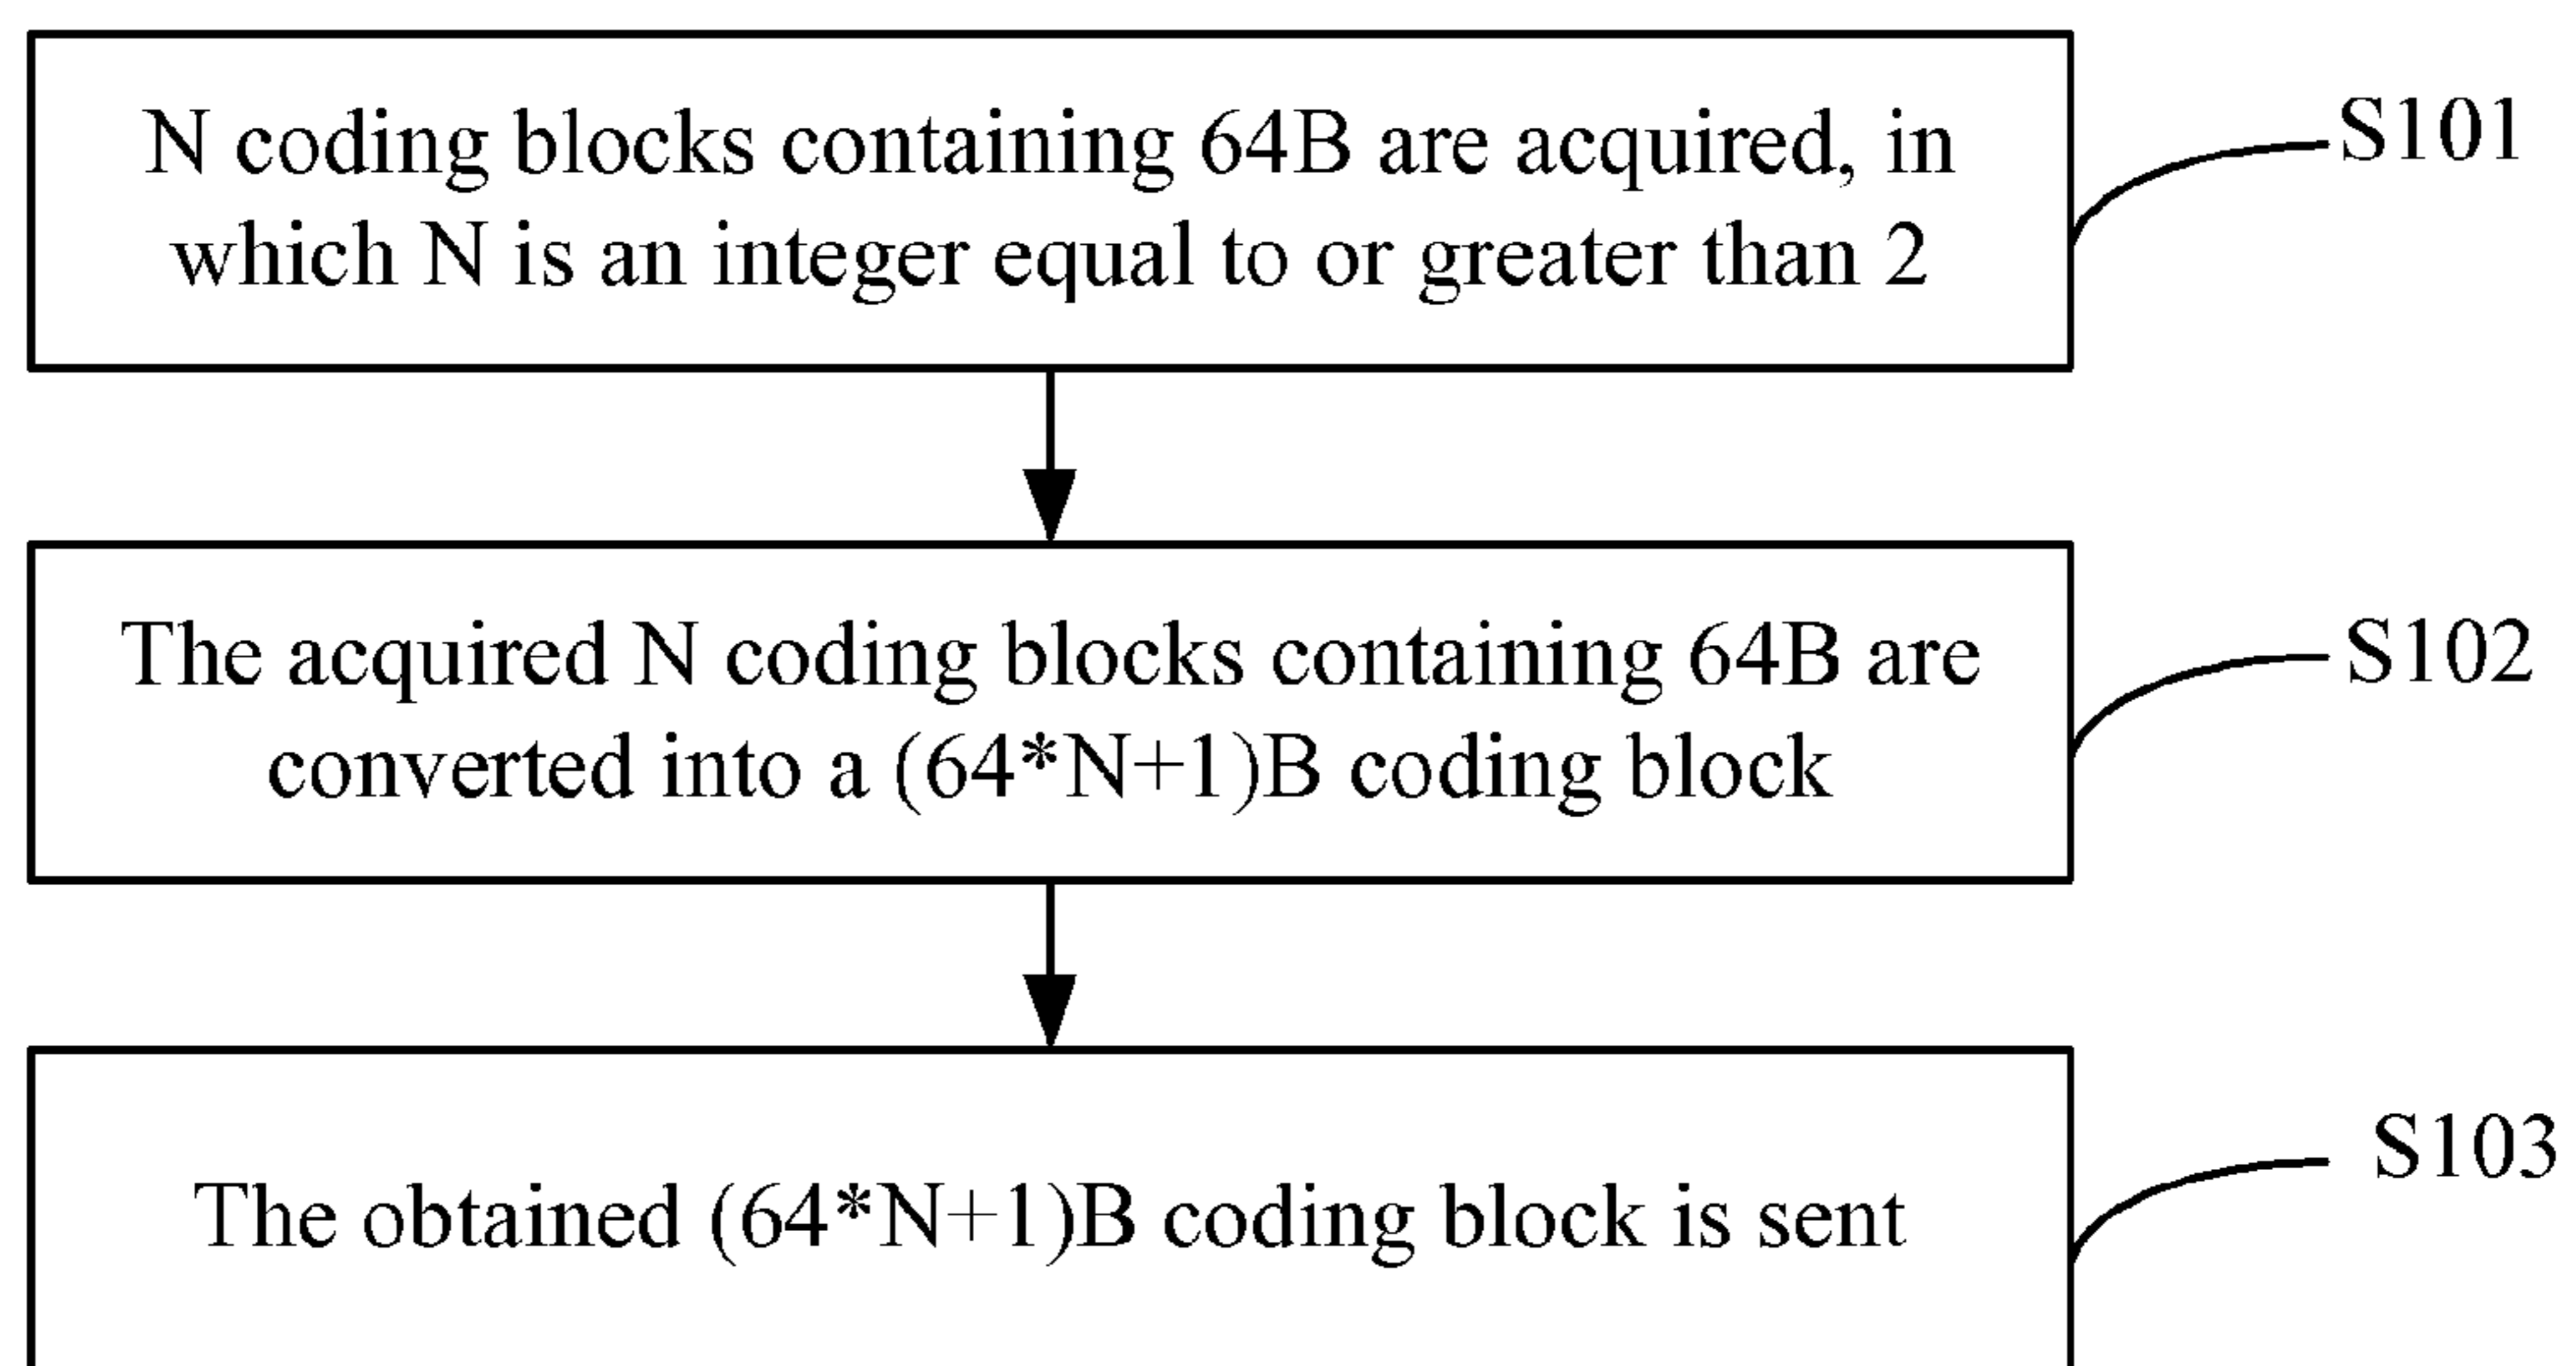 N coding blocks containing 64B are acquired, in
which N is an integer equal to or greater than 2
S101
The acquired N coding blocks containing 64B are
converted into a (64*N+1)B coding block
S102
The obtained (64*N+1)B coding block is sent
S103